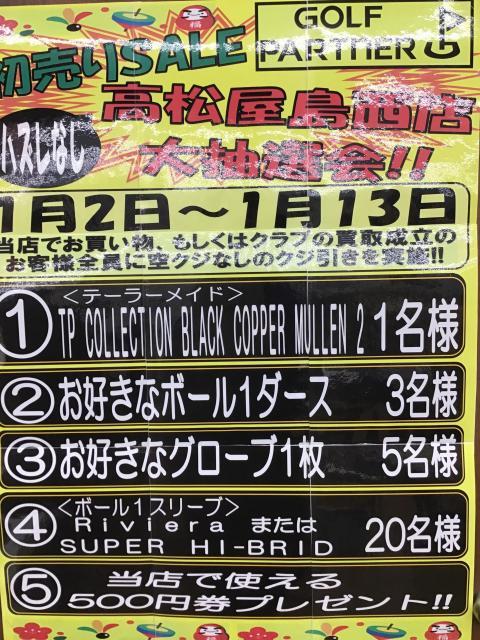 GOLF
PARTNER
初売りSALE
高松屋島西店
ハズレなし
大抽選会!!
1月2日～1月13日
当店でお買い物、もしくはクラブの買取成立の
お客様全員に空クジなしのクジ引きを実施!!
① <テーラーメイド>
TP COLLECTION BLACK COPPER MULLEN 2 1名様
② お好きなボール1ダース 3名様
③ お好きなグローブ1枚 5名様
④ <ボール1スリーブ>
Riviera または
SUPER HI-BRID 20名様
⑤ 当店で使える
500円券プレゼント!!